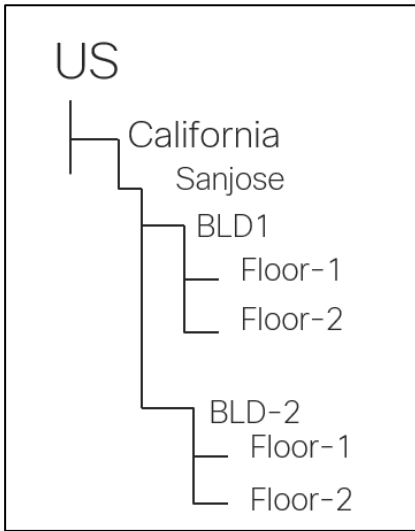 US
California
Sanjose
BLD1
Floor-1
Floor-2
BLD-2
Floor-1
Floor-2